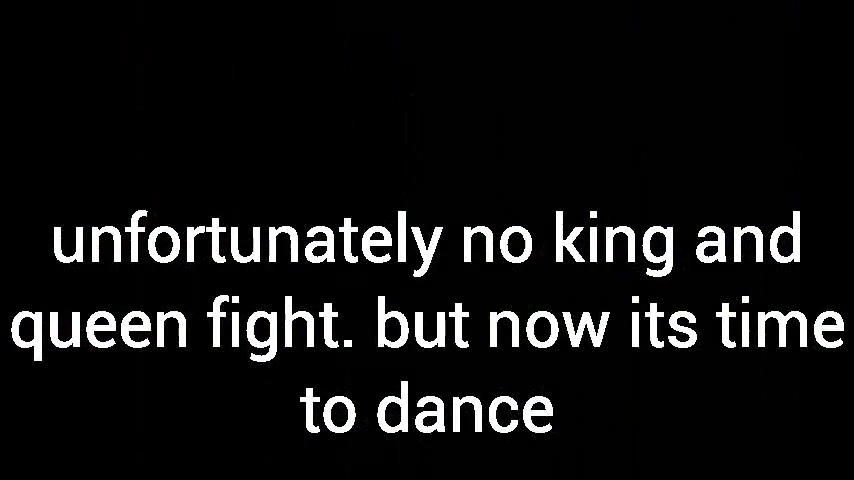 unfortunately no king and
queen fight. but now its time
to dance